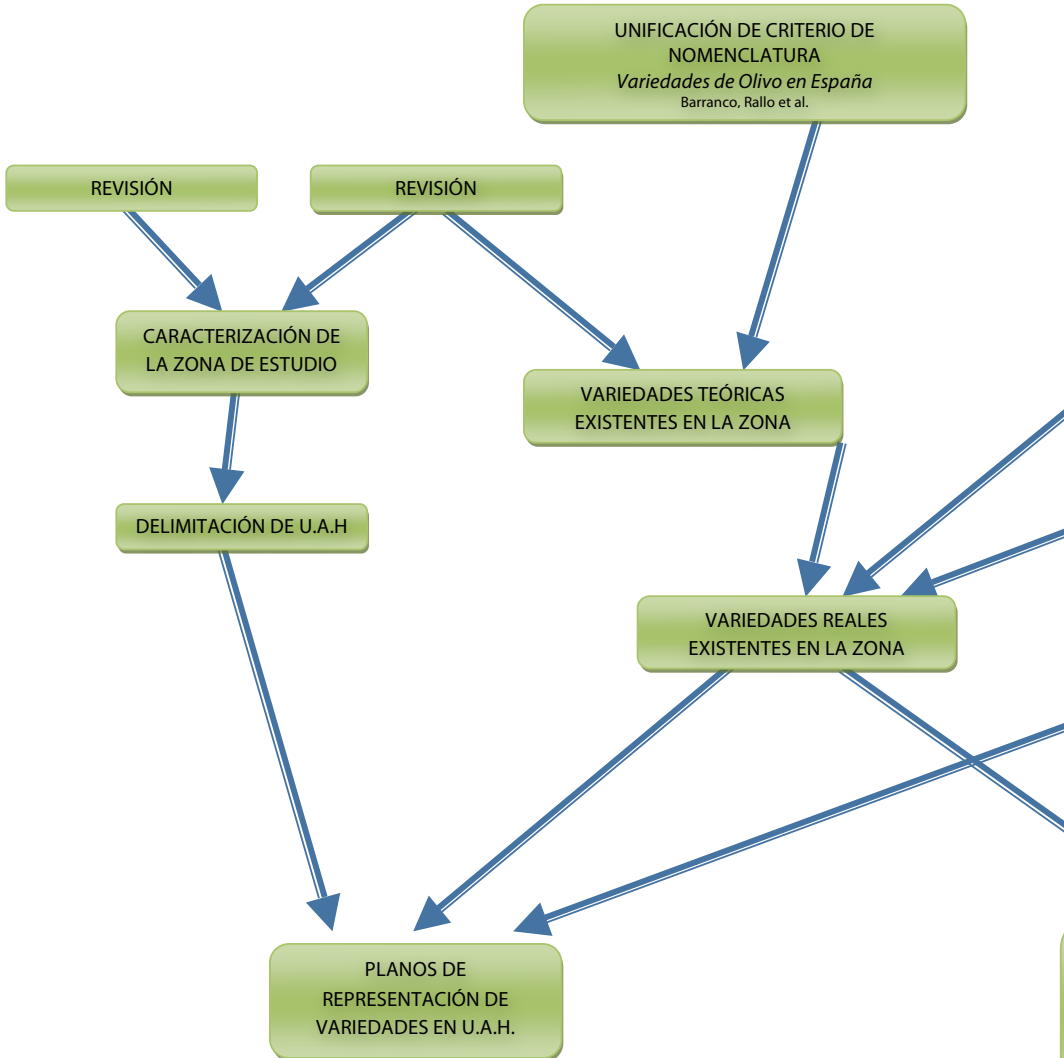 UNIFICACIÓN DE CRITERIO DE
NOMENCLATURA
Variedades de Olivo en España
Barranco, Rallo et al.
REVISIÓN
REVISIÓN
CARACTERIZACIÓN DE
LA ZONA DE ESTUDIO
VARIEDADES TEÓRICAS
EXISTENTES EN LA ZONA
DELIMITACIÓN DE U.A.H
VARIEDADES REALES
EXISTENTES EN LA ZONA
PLANOS DE
REPRESENTACIÓN DE
VARIEDADES EN U.A.H.